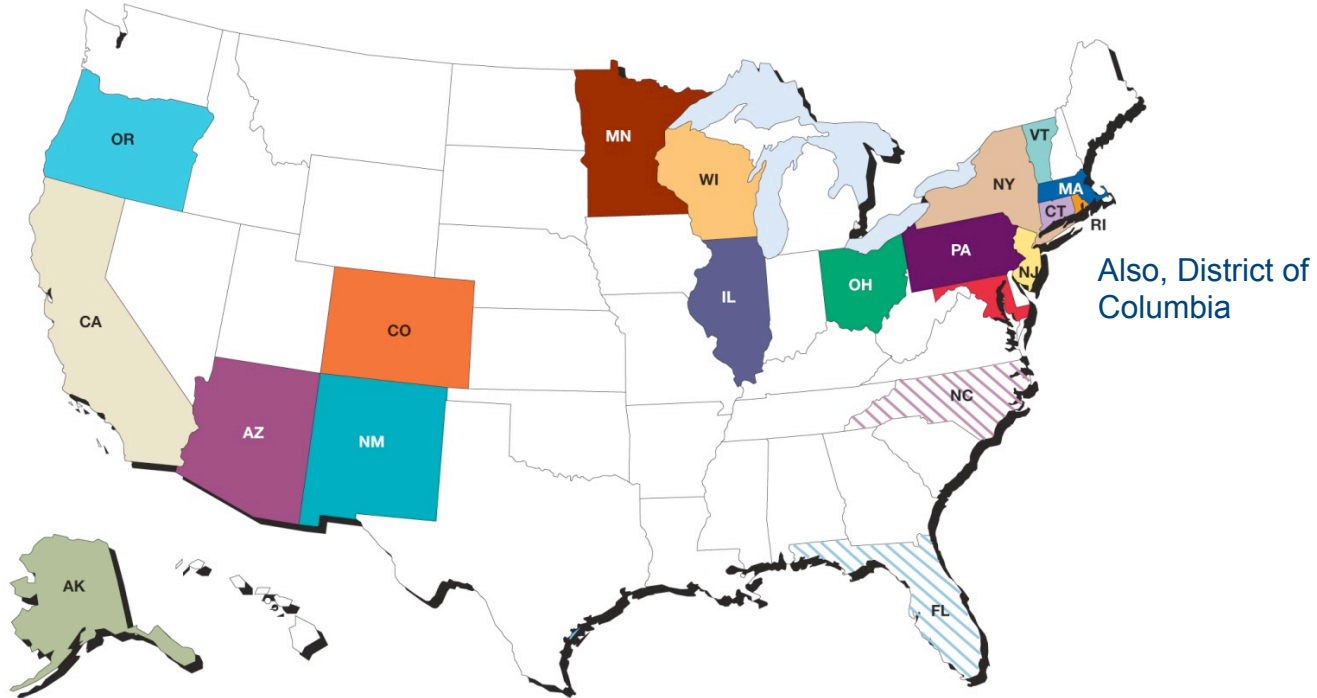 OR
MN
WI
VT
NY
MA
CT
RI
PA
NJ
OH
IL
CA
CO
AZ
NM
NC
AK
FL
Also, District of
Columbia